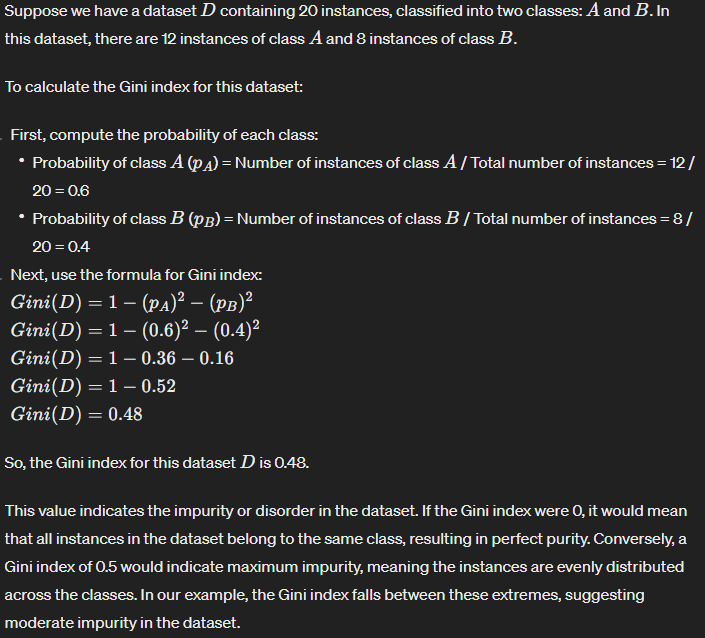 Suppose we have a dataset D containing 20 instances, classified into two classes: A and B. In
this dataset, there are 12 instances of class A and 8 instances of class B.
To calculate the Gini index for this dataset:
First, compute the probability of each class:
• Probability of class A (p_A) = Number of instances of class A / Total number of instances = 12 /
20 = 0.6
• Probability of class B (p_B) = Number of instances of class B / Total number of instances = 8 /
20 = 0.4
Next, use the formula for Gini index:
Gini(D) = 1 − (p_A)² − (p_B)²
Gini(D) = 1 − (0.6)² − (0.4)²
Gini(D) = 1 − 0.36 − 0.16
Gini(D) = 1 − 0.52
Gini(D) = 0.48
So, the Gini index for this dataset D is 0.48.
This value indicates the impurity or disorder in the dataset. If the Gini index were 0, it would mean
that all instances in the dataset belong to the same class, resulting in perfect purity. Conversely, a
Gini index of 0.5 would indicate maximum impurity, meaning the instances are evenly distributed
across the classes. In our example, the Gini index falls between these extremes, suggesting
moderate impurity in the dataset.